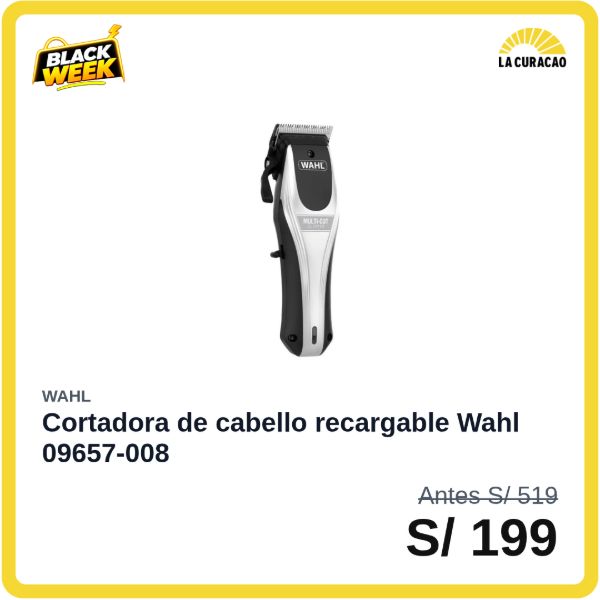 BLACK
WEEK
LA CURACAO
WAHL
MULTI-CUT
WAHL
Cortadora de cabello recargable Wahl
09657-008
Antes S/ 519
S/ 199